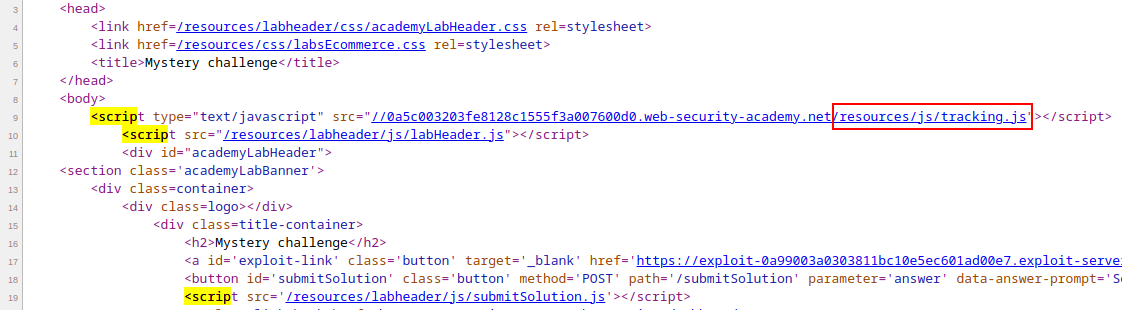 3 <head>
4 <link href=/resources/labheader/css/academyLabHeader.css rel=stylesheet>
5 <link href=/resources/css/labsEcommerce.css rel=stylesheet>
6 <title>Mystery challenge</title>
7 </head>
8 <body>
9 <script type="text/javascript" src="//0a5c003203fe8128c1555f3a007600d0.web-security-academy.net/resources/js/tracking.js"></script>
10 <script src="/resources/labheader/js/labHeader.js"></script>
11 <div id="academyLabHeader">
12 <section class='academyLabBanner'>
13 <div class=container>
14 <div class=logo></div>
15 <div class=title-container>
16 <h2>Mystery challenge</h2>
17 <a id='exploit-link' class='button' target='_blank' href='https://exploit-0a99003a0303811bc10e5ec601ad00e7.exploit-serve
18 <button id='submitSolution' class='button' method='POST' path='/submitSolution' parameter='answer' data-answer-prompt='S
19 <script src='/resources/labheader/js/submitSolution.js'></script>